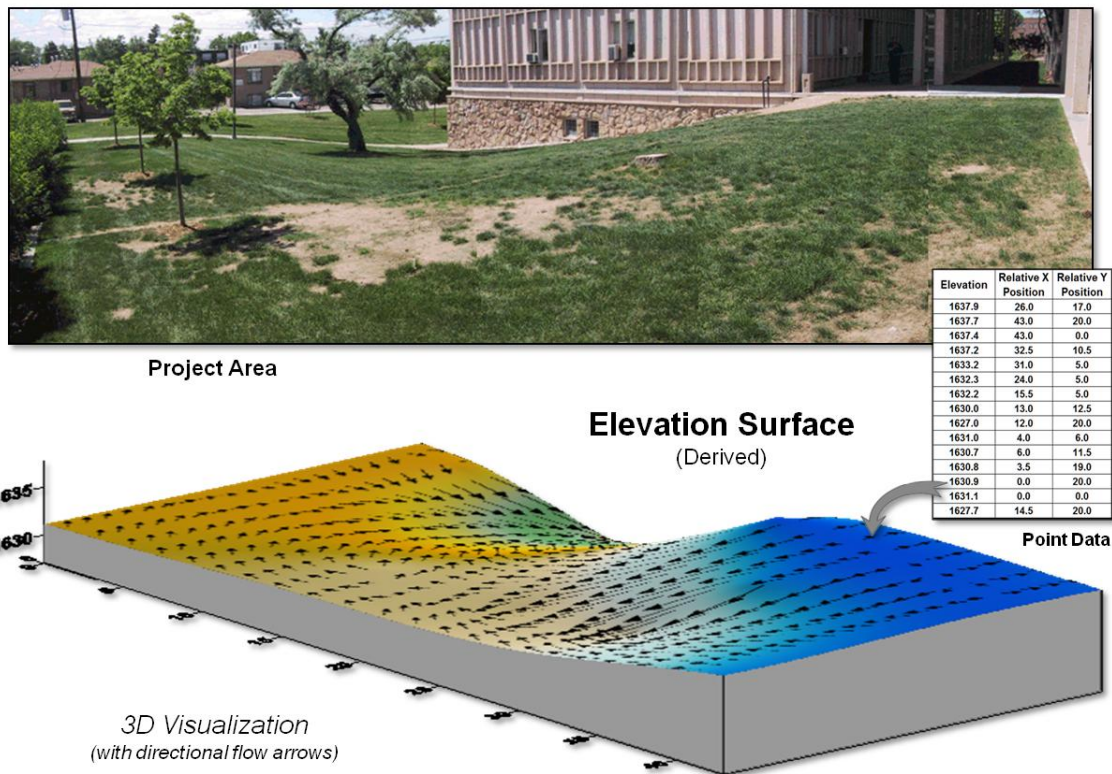 Project Area
Elevation Relative X Position Relative Y Position
1637.9 26.0 17.0
1637.7 43.0 20.0
1637.4 43.0 0.0
1637.2 32.5 10.5
1633.2 31.0 5.0
1632.3 24.0 5.0
1632.2 15.5 5.0
1630.0 13.0 12.5
1627.0 12.0 20.0
1631.0 4.0 6.0
1630.7 6.0 11.5
1630.8 3.5 19.0
1630.9 0.0 20.0
1631.1 0.0 0.0
1627.7 14.5 20.0
Point Data
Elevation Surface
(Derived)
635
630
3D Visualization
(with directional flow arrows)